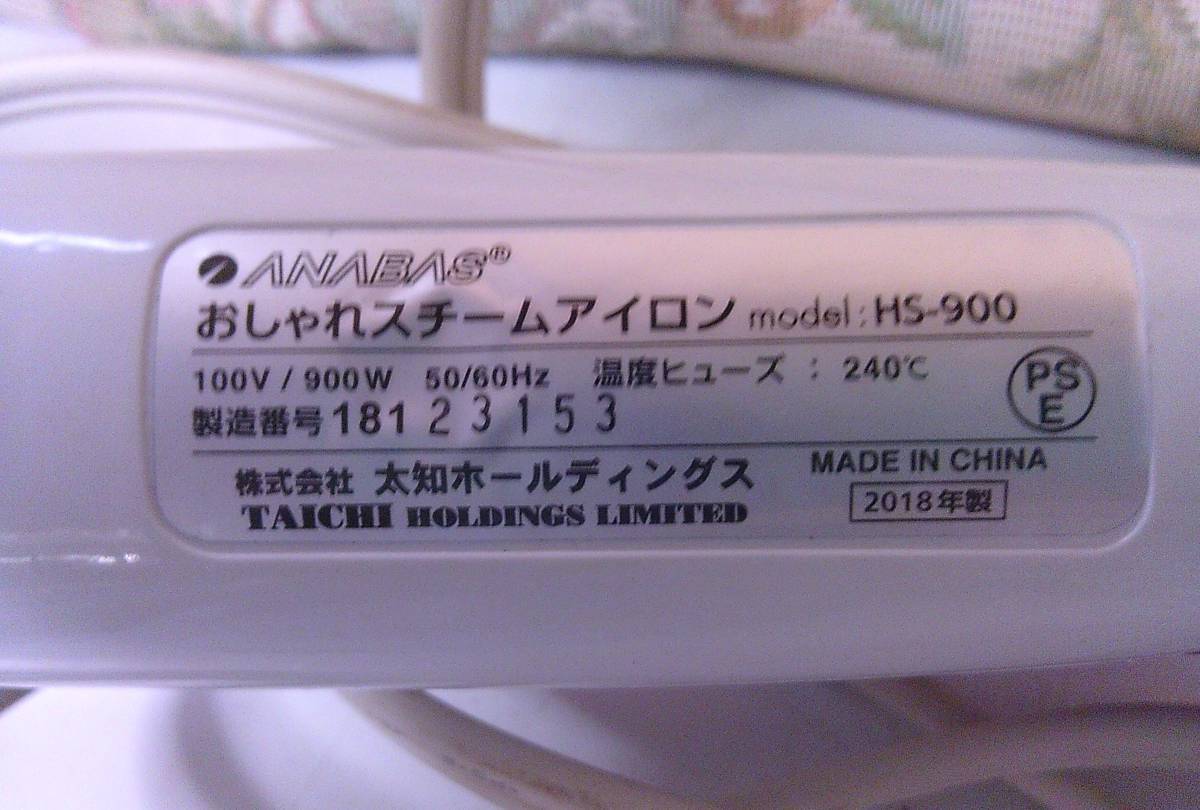 ANABAS®
おしゃれスチームアイロン model: HS-900
100V / 900W 50/60Hz 温度ヒューズ : 240℃
PSE
製造番号 181 2 3 1 5 3
株式会社 太知ホールディングス
TAICHI HOLDINGS LIMITED
MADE IN CHINA
2018年製